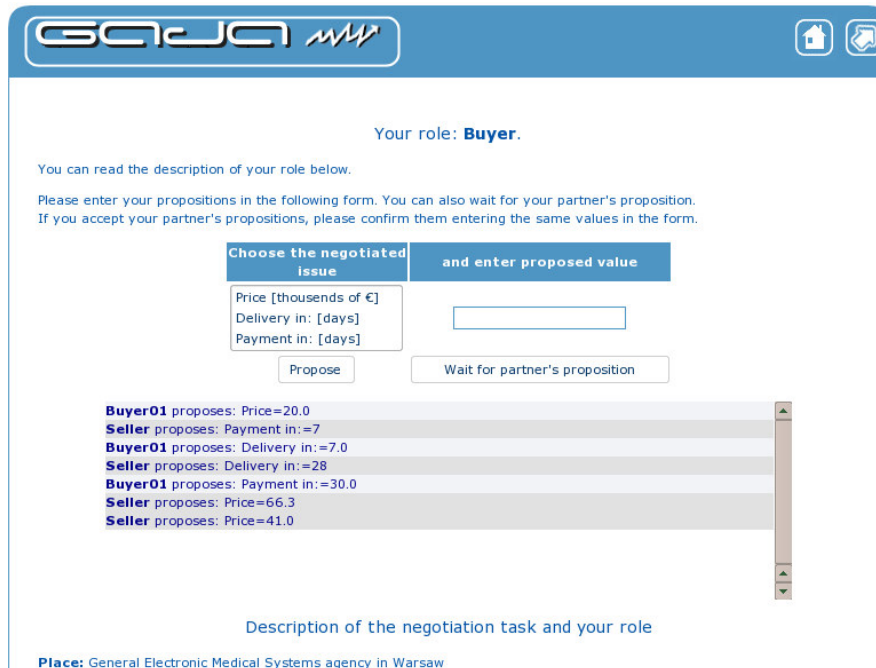 Your role: Buyer.
You can read the description of your role below.
Please enter your propositions in the following form. You can also wait for your partner's proposition.
If you accept your partner's propositions, please confirm them entering the same values in the form.
Choose the negotiated issue
and enter proposed value
Price [thousands of €]
Delivery in: [days]
Payment in: [days]
Propose
Wait for partner's proposition
Buyer01 proposes: Price=20.0
Seller proposes: Payment in:=7
Buyer01 proposes: Delivery in:=7.0
Seller proposes: Delivery in:=28
Buyer01 proposes: Payment in:=30.0
Seller proposes: Price=66.3
Seller proposes: Price=41.0
Description of the negotiation task and your role
Place: General Electronic Medical Systems agency in Warsaw